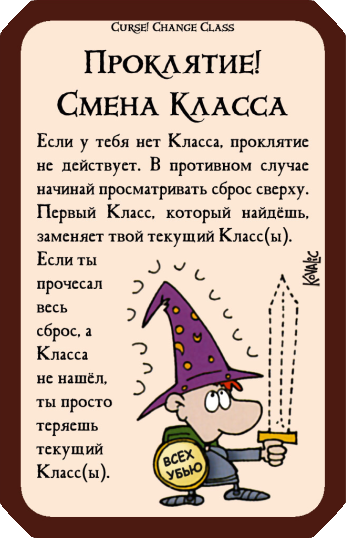 Curse! Change Class
Проклятие!
Смена Класса
Если у тебя нет Класса, проклятие
не действует. В противном случае
начинай просматривать сброс сверху.
Первый Класс, который найдёшь,
заменяет твой текущий Класс(ы).
Если ты
прочесал
весь
сброс, а
Класса
не нашёл,
ты просто
теряешь
текущий
Класс(ы).
Kovalic
ВСЕХ
УБЬЮ